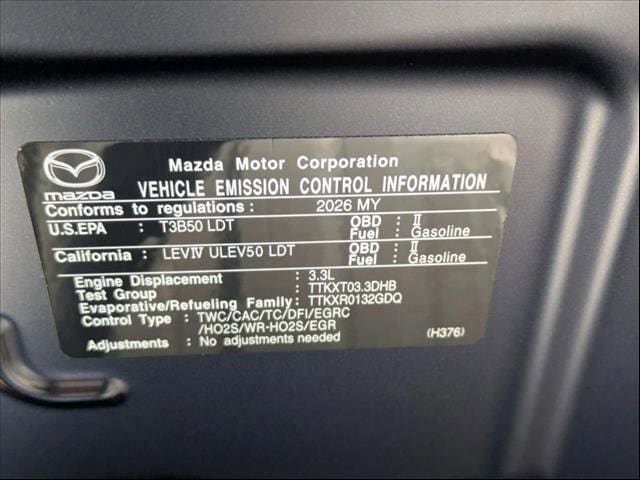 mazda
Mazda Motor Corporation
VEHICLE EMISSION CONTROL INFORMATION
Conforms to regulations : 2026 MY
U.S.EPA : T3B50 LDT OBD : II
Fuel : Gasoline
California : LEVIV ULEV50 LDT OBD : II
Fuel : Gasoline
Engine Displacement : 3.3L
Test Group : TTKXT03.3DHB
Evaporative/Refueling Family: TTKXR0132GDQ
Control Type : TWC/CAC/TC/DFI/EGRC
/HO2S/WR-HO2S/EGR
Adjustments : No adjustments needed (H376)